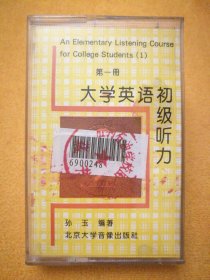 An Elementary Listening Course
for College Students (1)
第一册
大学英语初级听力
孙玉 编著
北京大学音像出版社